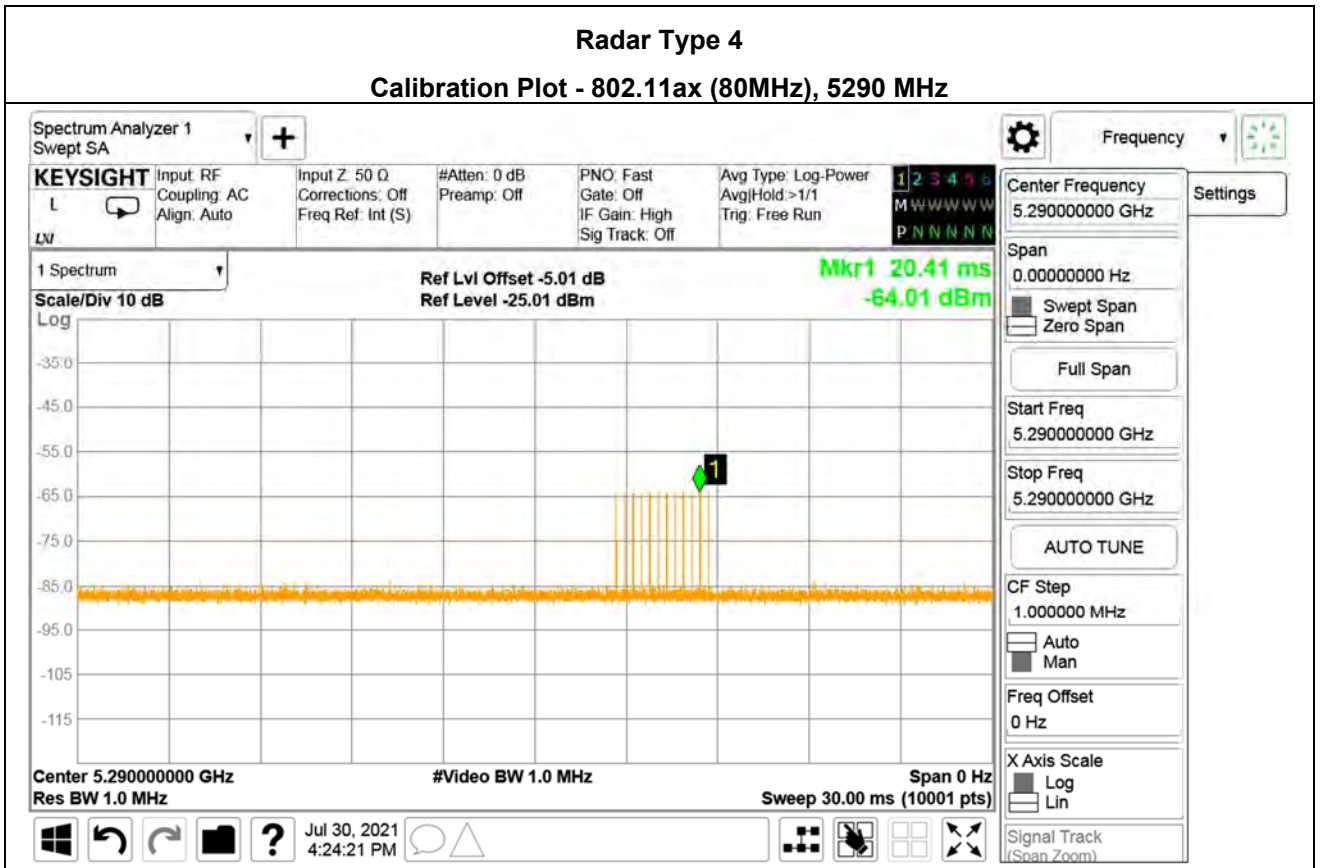 Radar Type 4
Calibration Plot - 802.11ax (80MHz), 5290 MHz
Spectrum Analyzer 1
Swept SA
+
Frequency
KEYSIGHT
L
LXI
Input: RF
Coupling: AC
Align: Auto
Input Z: 50 Ω
Corrections: Off
Freq Ref: Int (S)
#Atten: 0 dB
Preamp: Off
PNO: Fast
Gate: Off
IF Gain: High
Sig Track: Off
Avg Type: Log-Power
Avg|Hold:>1/1
Trig: Free Run
1 2 3 4 5 6
M W W W W W
P N N N N N
Settings
1 Spectrum
Scale/Div 10 dB
Log
Ref Lvl Offset -5.01 dB
Ref Level -25.01 dBm
Mkr1 20.41 ms
-64.01 dBm
-35.0
-45.0
-55.0
-65.0
-75.0
-85.0
-95.0
-105
-115
1
Center 5.290000000 GHz
Res BW 1.0 MHz
#Video BW 1.0 MHz
Span 0 Hz
Sweep 30.00 ms (10001 pts)
?
Jul 30, 2021
4:24:21 PM
Center Frequency
5.290000000 GHz
Span
0.00000000 Hz
Swept Span
Zero Span
Full Span
Start Freq
5.290000000 GHz
Stop Freq
5.290000000 GHz
AUTO TUNE
CF Step
1.000000 MHz
Auto
Man
Freq Offset
0 Hz
X Axis Scale
Log
Lin
Signal Track
(Span Zoom)